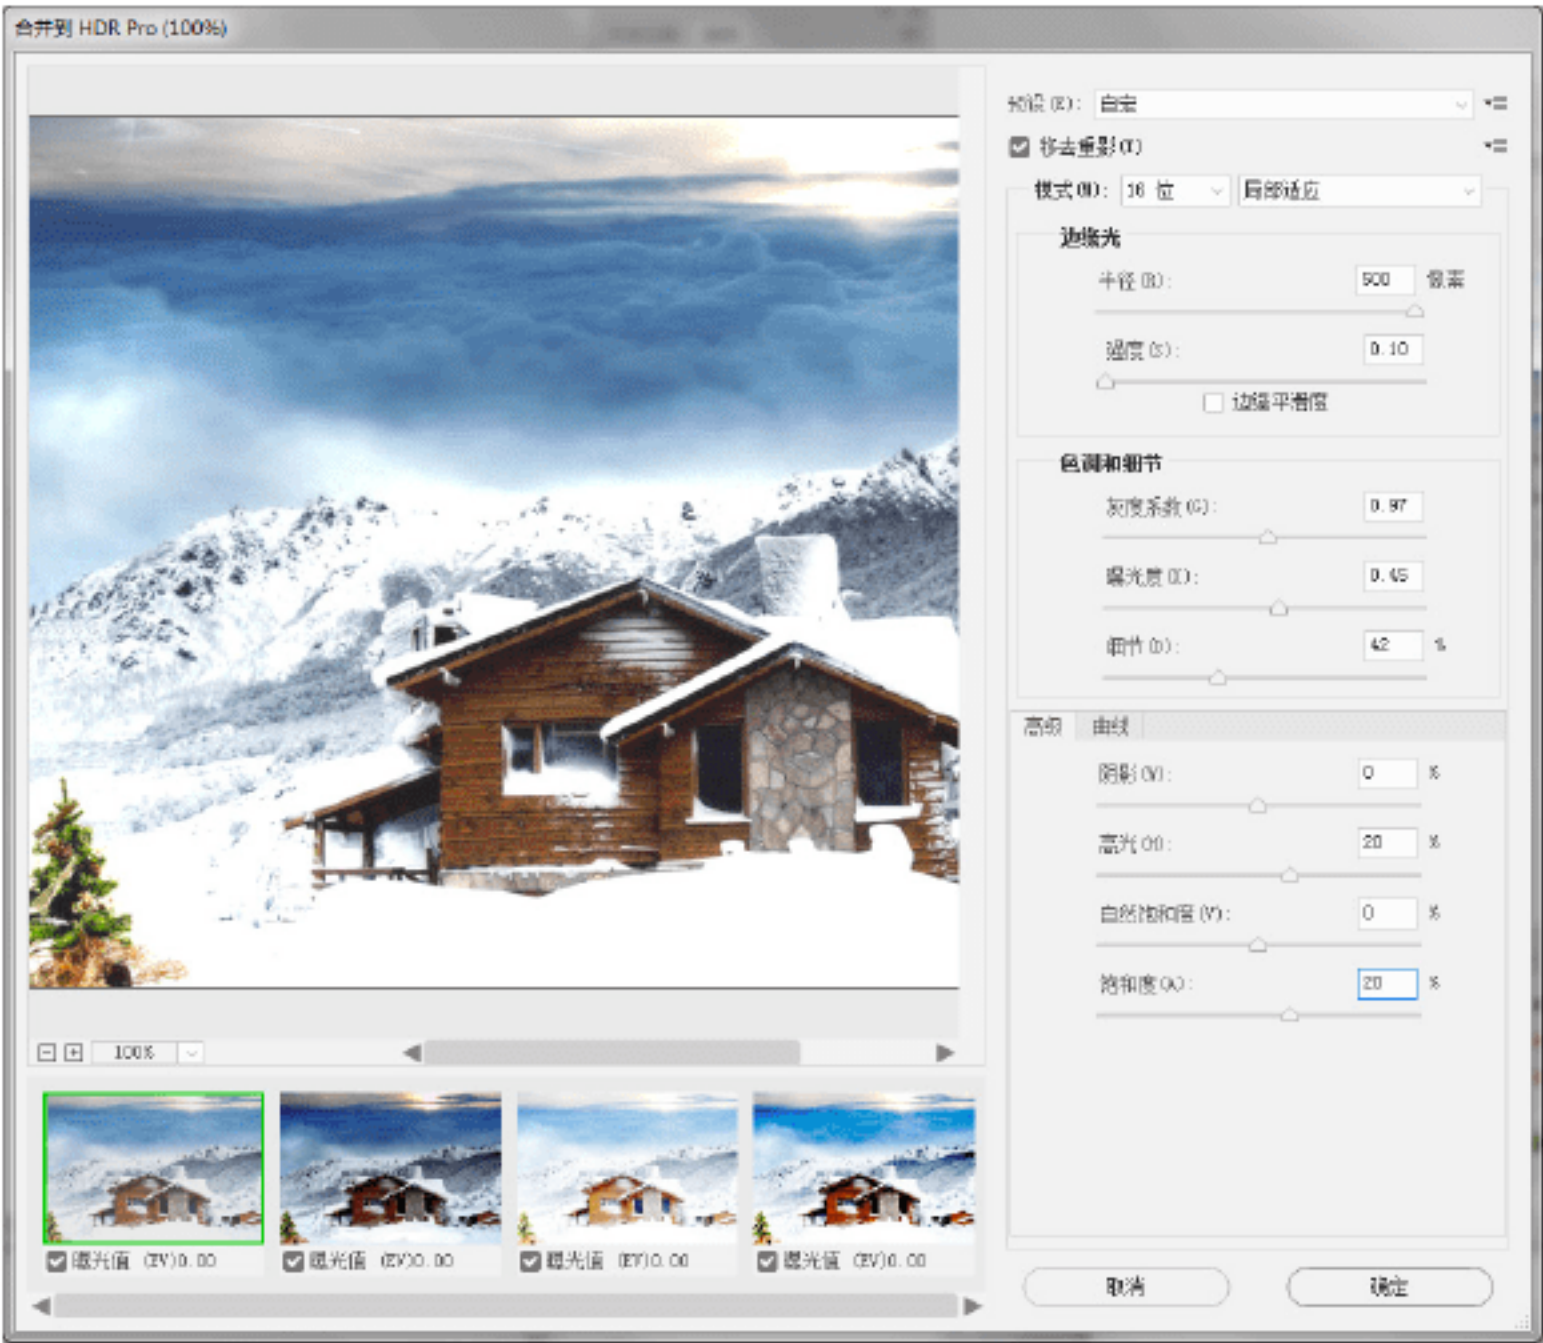 合并到 HDR Pro (100%)
预设(E): 自定
移去重影(T)
模式(M): 16 位 局部适应
边缘光
半径(R): 500 像素
强度(S): 0.10
边缘平滑度
色调和细节
灰度系数(G): 0.97
曝光度(X): 0.45
细节(D): 42 %
高级 曲线
阴影(W): 0 %
高光(H): 20 %
自然饱和度(V): 0 %
饱和度(A): 20 %
100%
曝光值 (EV)0.00 曝光值 (EV)0.00 曝光值 (EV)0.00 曝光值 (EV)0.00
取消 确定